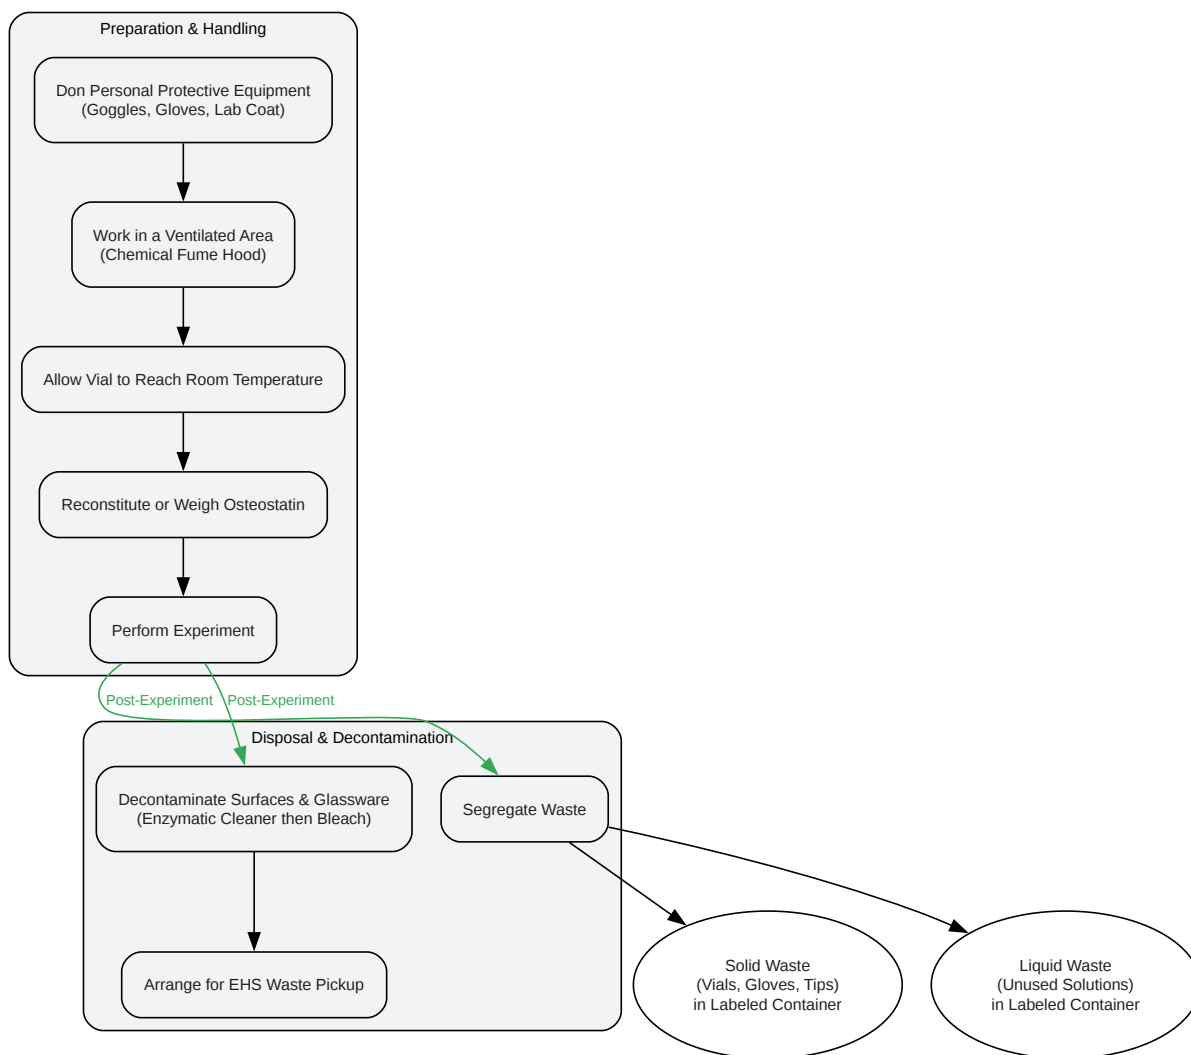 Preparation & Handling
Don Personal Protective Equipment
(Goggles, Gloves, Lab Coat)
Work in a Ventilated Area
(Chemical Fume Hood)
Allow Vial to Reach Room Temperature
Reconstitute or Weigh Osteostatin
Perform Experiment
Post-Experiment
Post-Experiment
Disposal & Decontamination
Decontaminate Surfaces & Glassware
(Enzymatic Cleaner then Bleach)
Segregate Waste
Arrange for EHS Waste Pickup
Solid Waste
(Vials, Gloves, Tips)
in Labeled Container
Liquid Waste
(Unused Solutions)
in Labeled Container